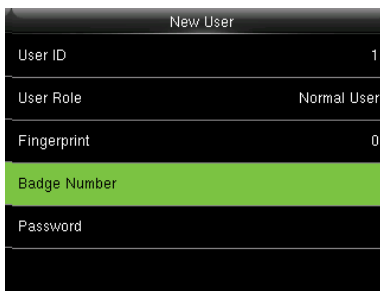 New User
User ID 1
User Role Normal User
Fingerprint 0
Badge Number
Password